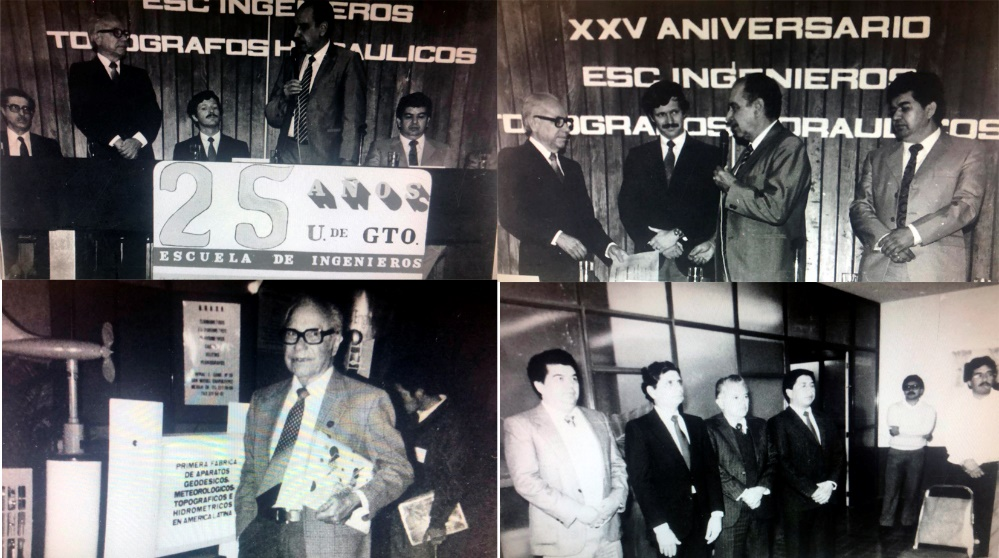 ESC INGENIEROS
TOPOGRAFOS HIDRAULICOS
25 AÑOS
U. DE GTO.
ESCUELA DE INGENIEROS
XXV ANIVERSARIO
ESC INGENIEROS
TOPOGRAFOS HIDRAULICOS
PRIMERA FABRICA
DE APARATOS
GEODESICOS,
METEOROLOGICOS,
TOPOGRAFICOS E
HIDROMETRICOS
EN AMERICA LATINA